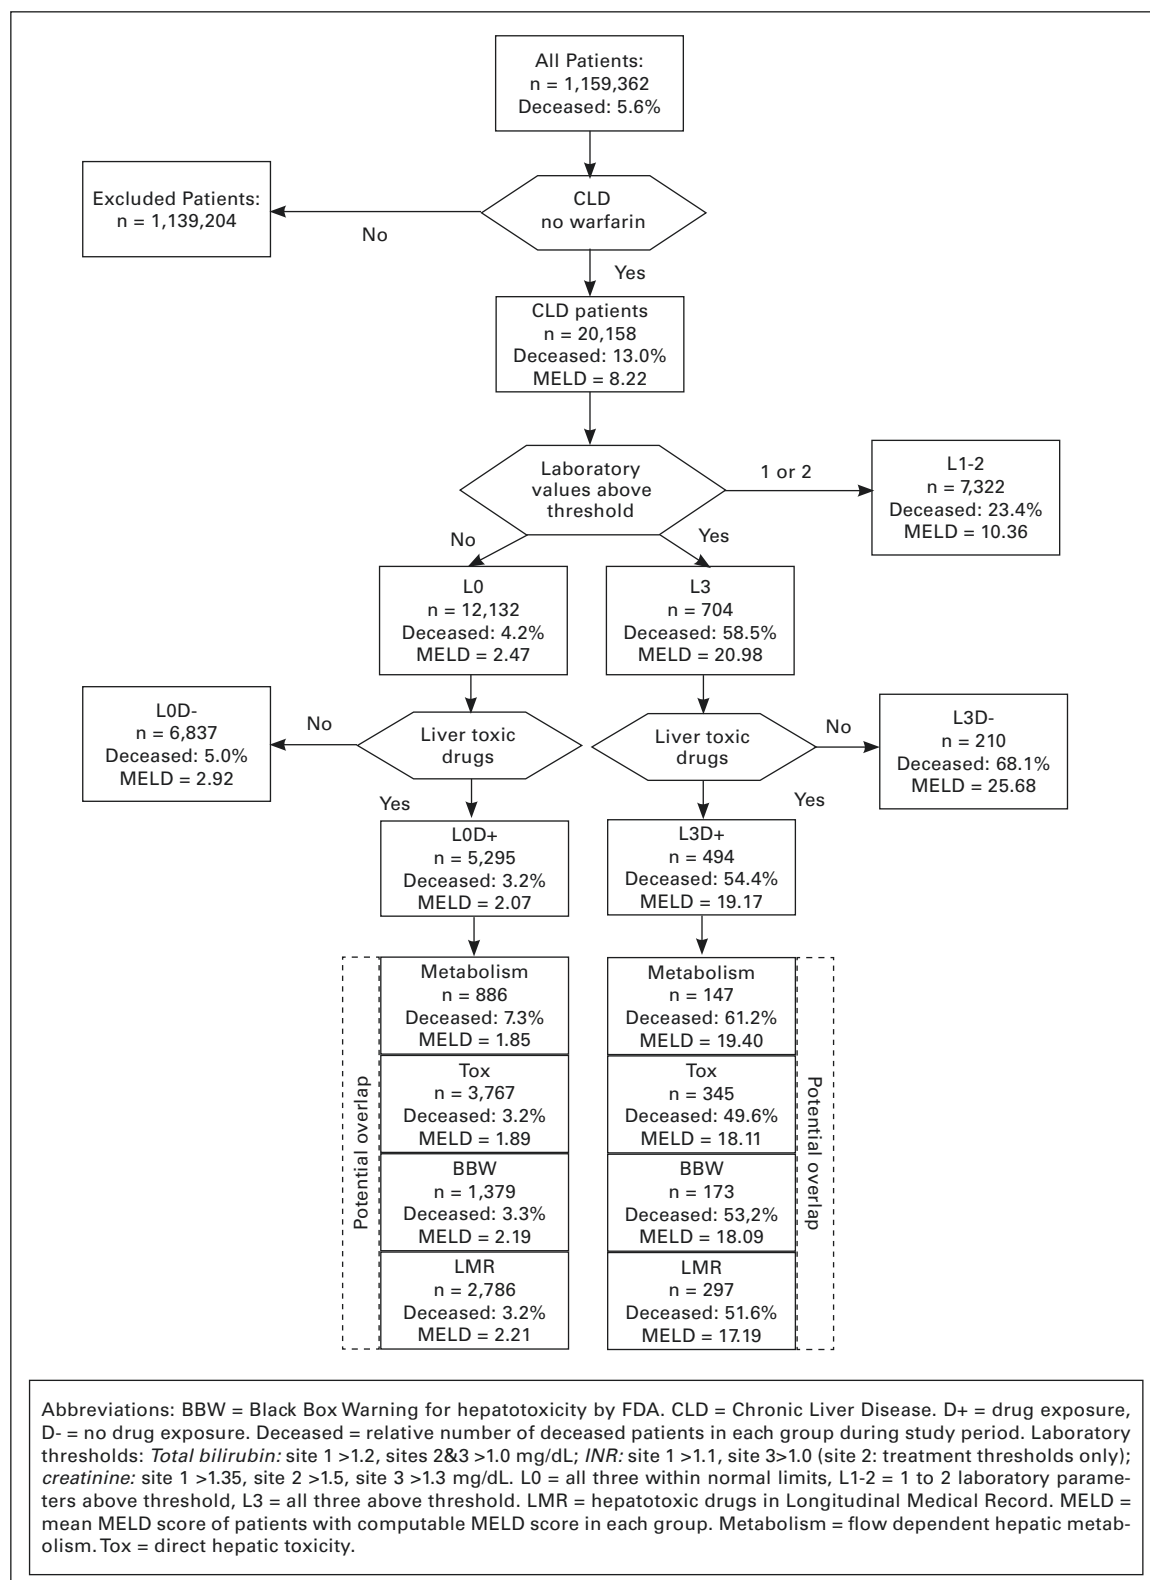 All Patients:
n = 1,159,362
Deceased: 5.6%
Excluded Patients:
n = 1,139,204
CLD
no warfarin
No
Yes
CLD patients
n = 20,158
Deceased: 13.0%
MELD = 8.22
Laboratory
values above
threshold
1 or 2
L1-2
n = 7,322
Deceased: 23.4%
MELD = 10.36
No
Yes
L0
n = 12,132
Deceased: 4.2%
MELD = 2.47
L3
n = 704
Deceased: 58.5%
MELD = 20.98
L0D-
n = 6,837
Deceased: 5.0%
MELD = 2.92
No
Liver toxic
drugs
Liver toxic
drugs
No
L3D-
n = 210
Deceased: 68.1%
MELD = 25.68
Yes
Yes
L0D+
n = 5,295
Deceased: 3.2%
MELD = 2.07
L3D+
n = 494
Deceased: 54.4%
MELD = 19.17
Potential overlap
Metabolism
n = 886
Deceased: 7.3%
MELD = 1.85
Tox
n = 3,767
Deceased: 3.2%
MELD = 1.89
BBW
n = 1,379
Deceased: 3.3%
MELD = 2.19
LMR
n = 2,786
Deceased: 3.2%
MELD = 2.21
Metabolism
n = 147
Deceased: 61.2%
MELD = 19.40
Tox
n = 345
Deceased: 49.6%
MELD = 18.11
BBW
n = 173
Deceased: 53,2%
MELD = 18.09
LMR
n = 297
Deceased: 51.6%
MELD = 17.19
Potential overlap
Abbreviations: BBW = Black Box Warning for hepatotoxicity by FDA. CLD = Chronic Liver Disease. D+ = drug exposure,
D- = no drug exposure. Deceased = relative number of deceased patients in each group during study period. Laboratory
thresholds: Total bilirubin: site 1 >1.2, sites 2&3 >1.0 mg/dL; INR: site 1 >1.1, site 3>1.0 (site 2: treatment thresholds only);
creatinine: site 1 >1.35, site 2 >1.5, site 3 >1.3 mg/dL. L0 = all three within normal limits, L1-2 = 1 to 2 laboratory parame-
ters above threshold, L3 = all three above threshold. LMR = hepatotoxic drugs in Longitudinal Medical Record. MELD =
mean MELD score of patients with computable MELD score in each group. Metabolism = flow dependent hepatic metab-
olism. Tox = direct hepatic toxicity.